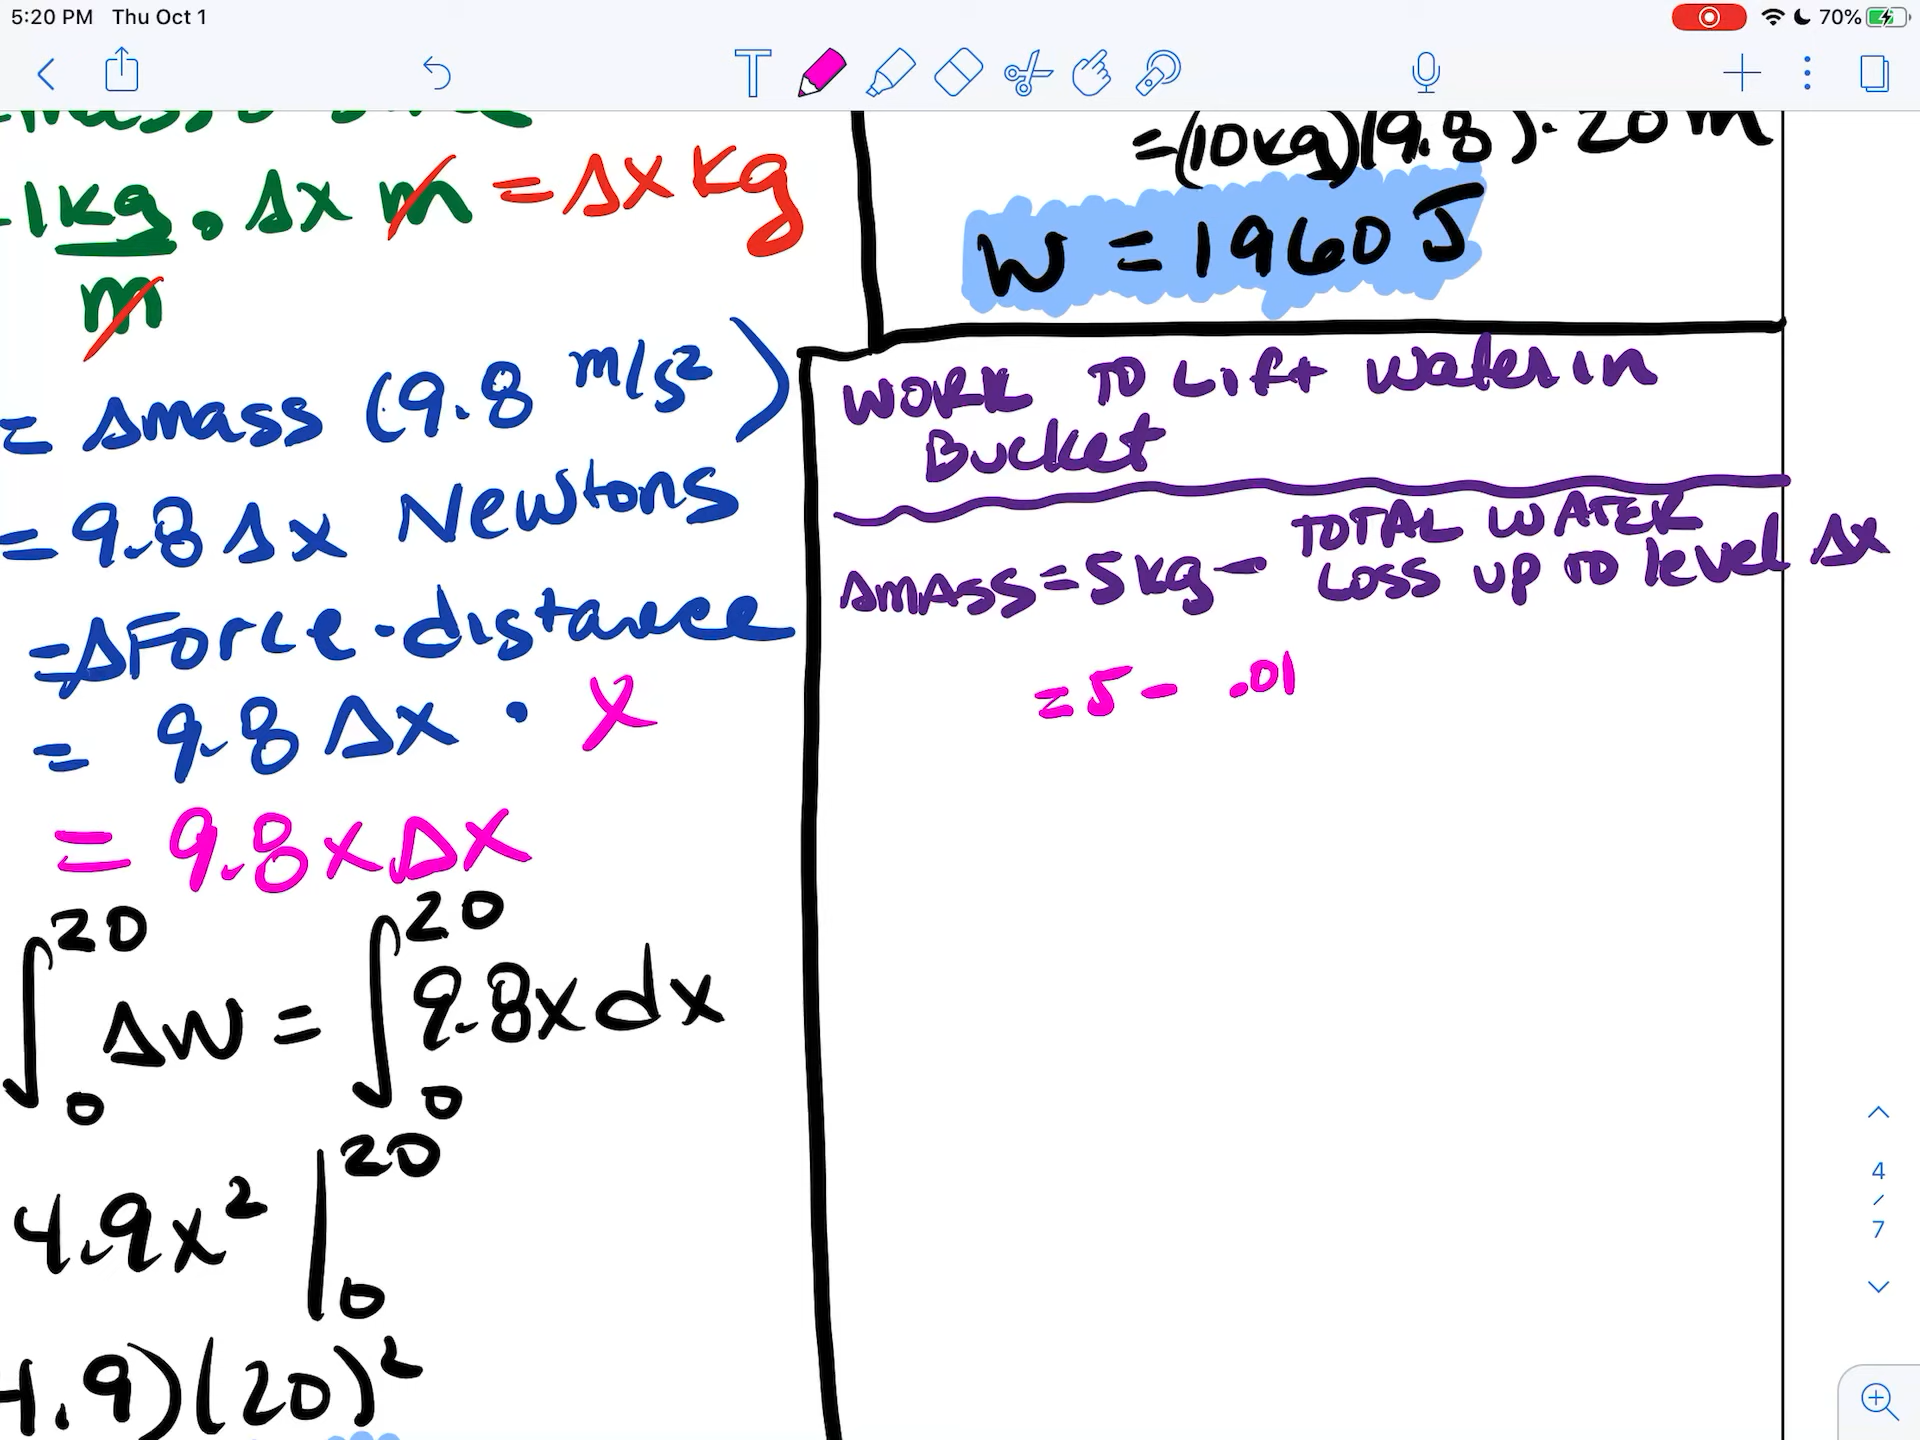 5:20 PM Thu Oct 1
70%
T
1kg · Δx m = Δx kg
m
= Δmass (9.8 m/s²)
= 9.8 Δx Newtons
= ΔForce · distance
= 9.8 Δx · x
= 9.8xΔx
∫₀²⁰ ΔW = ∫₀²⁰ 9.8x dx
4.9x² |₀²⁰
4.9)(20)²
=(10kg)(9.8)·20m
W = 1960 J
WORK TO Lift Water in
Bucket
ΔMASS = 5kg - TOTAL WATER
LOSS UP TO level Δx
= 5 - .01
4
/
7